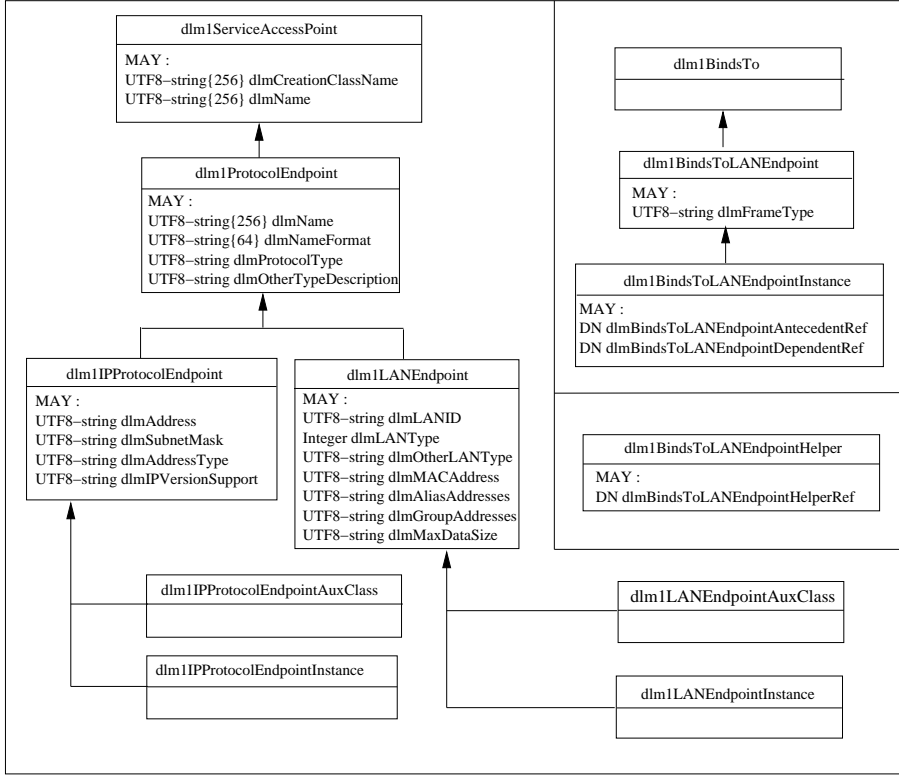 dlm1ServiceAccessPoint
MAY :
UTF8−string{256} dlmCreationClassName
UTF8−string{256} dlmName
dlm1ProtocolEndpoint
MAY :
UTF8−string{256} dlmName
UTF8−string{64} dlmNameFormat
UTF8−string dlmProtocolType
UTF8−string dlmOtherTypeDescription
dlm1IPProtocolEndpoint
MAY :
UTF8−string dlmAddress
UTF8−string dlmSubnetMask
UTF8−string dlmAddressType
UTF8−string dlmIPVersionSupport
dlm1LANEndpoint
MAY :
UTF8−string dlmLANID
Integer dlmLANType
UTF8−string dlmOtherLANType
UTF8−string dlmMACAddress
UTF8−string dlmAliasAddresses
UTF8−string dlmGroupAddresses
UTF8−string dlmMaxDataSize
dlm1IPProtocolEndpointAuxClass
dlm1IPProtocolEndpointInstance
dlm1LANEndpointAuxClass
dlm1LANEndpointInstance
dlm1BindsTo
dlm1BindsToLANEndpoint
MAY :
UTF8−string dlmFrameType
dlm1BindsToLANEndpointInstance
MAY :
DN dlmBindsToLANEndpointAntecedentRef
DN dlmBindsToLANEndpointDependentRef
dlm1BindsToLANEndpointHelper
MAY :
DN dlmBindsToLANEndpointHelperRef